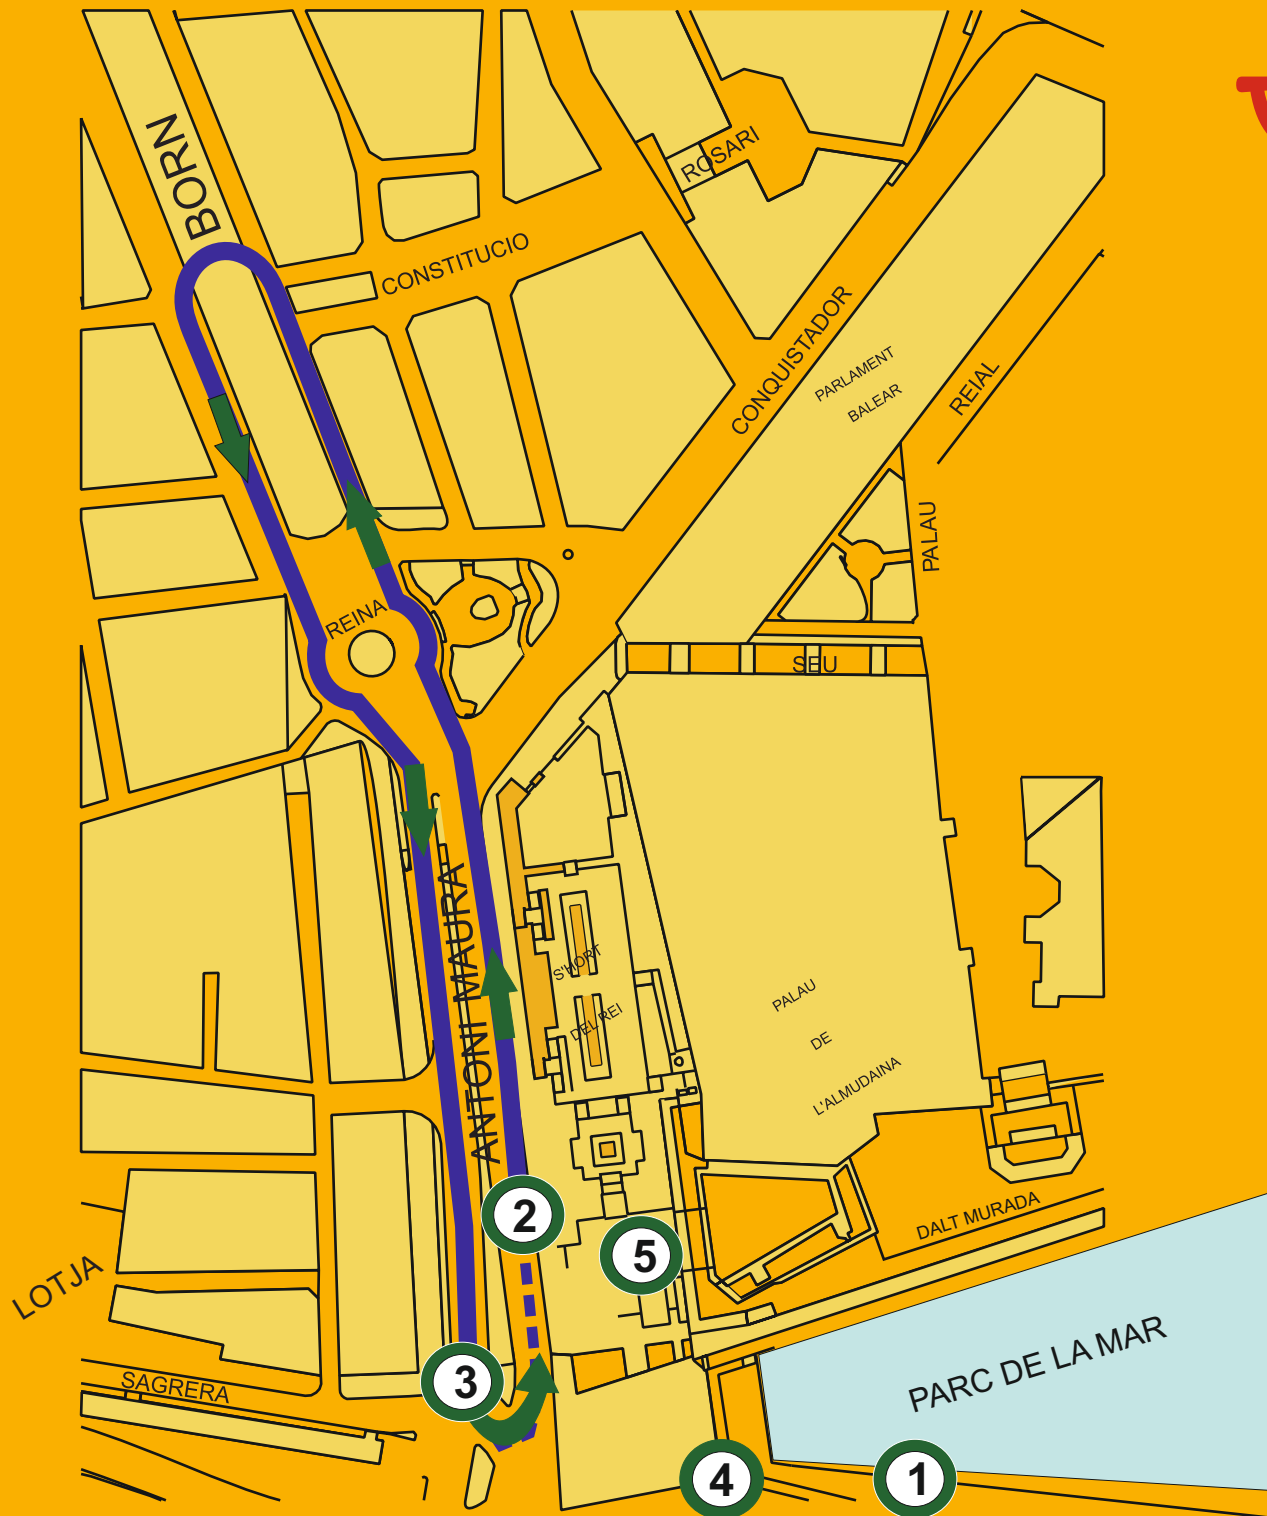 BORN
ROSARI
CONSTITUCIO
CONQUISTADOR
PARLAMENT
BALEAR
REIAL
PALAU
REINA
SEU
ANTONI MAURA
S'HORT
DEL REI
PALAU
DE
L'ALMUDAINA
DALT MURADA
2
5
LOTJA
PARC DE LA MAR
SAGRERA
3
4
1